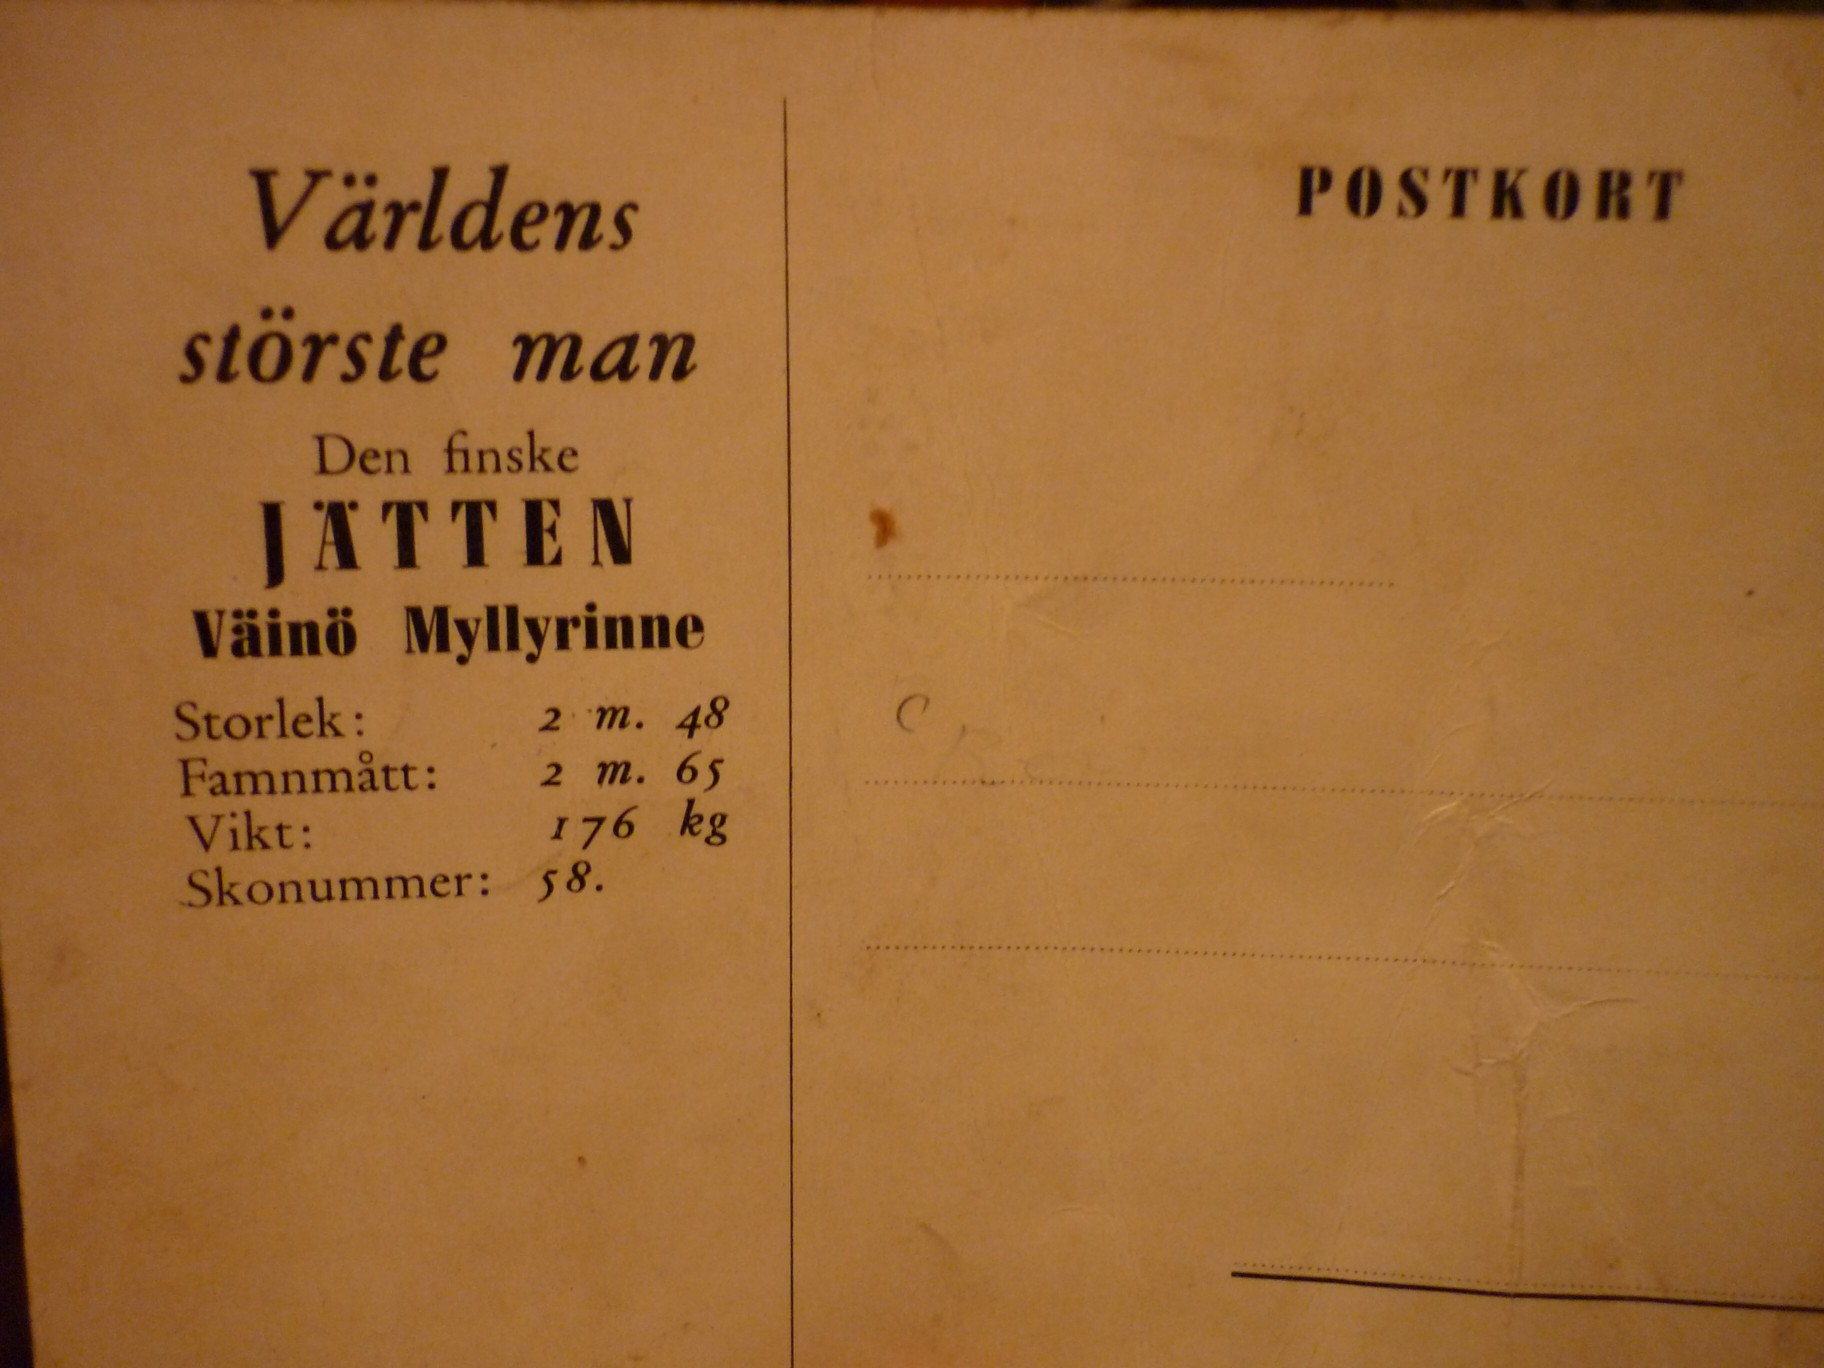 Världens
störste man
Den finske
JÄTTEN
Väinö Myllyrinne
Storlek: 2 m. 48
Famnmått: 2 m. 65
Vikt: 176 kg
Skonummer: 58.
POSTKORT